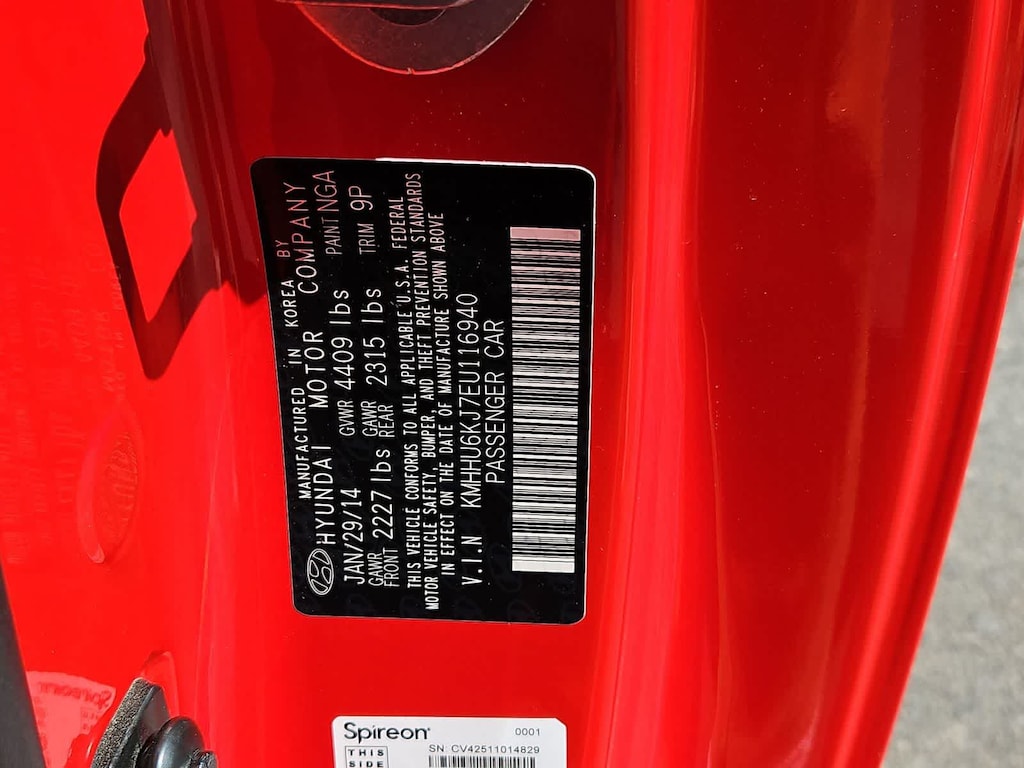 MANUFACTURED IN KOREA BY
HYUNDAI MOTOR COMPANY
JAN/29/14 GVWR 4409 lbs PAINT NGA
GAWR FRONT 2227 lbs GAWR REAR 2315 lbs TRIM 9P
THIS VEHICLE CONFORMS TO ALL APPLICABLE U.S.A. FEDERAL
MOTOR VEHICLE SAFETY, BUMPER, AND THEFT PREVENTION STANDARDS
IN EFFECT ON THE DATE OF MANUFACTURE SHOWN ABOVE
V.I.N KMHHU6KJ7EU116940
PASSENGER CAR
Spireon 0001
THIS SN: CV42511014829
SIDE